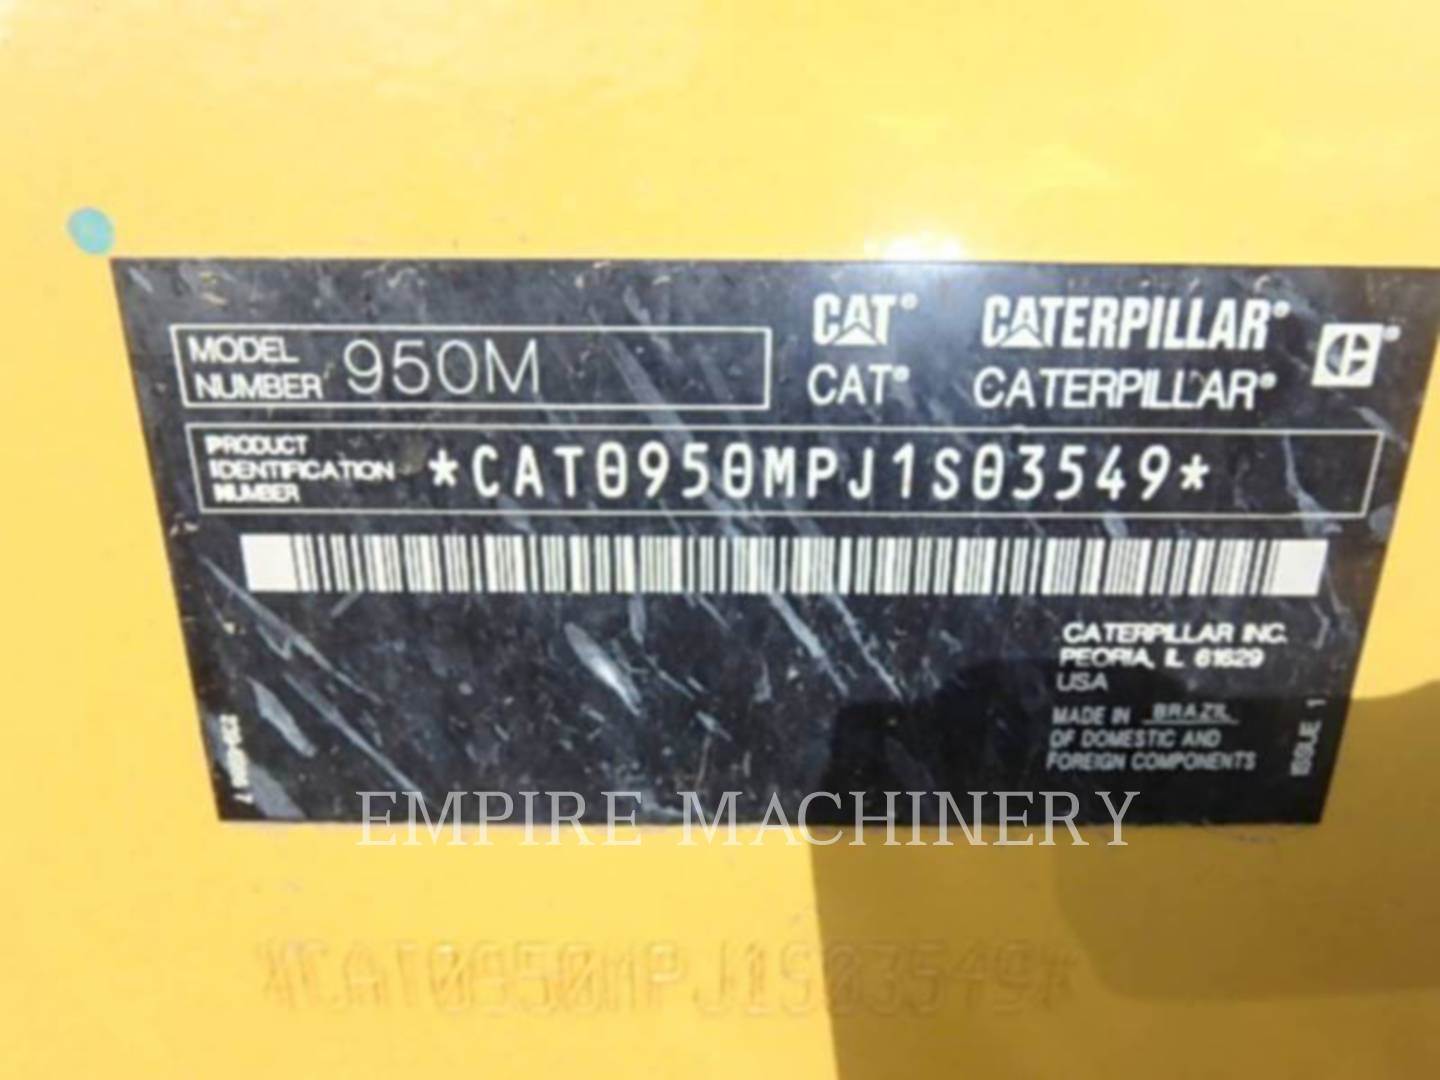 MODEL NUMBER 950M
CAT® CATERPILLAR®
CAT® CATERPILLAR®
PRODUCT
IDENTIFICATION
NUMBER
*CAT0950MPJ1S03549*
CATERPILLAR INC.
PEORIA, IL 61629
USA
MADE IN BRAZIL
OF DOMESTIC AND
FOREIGN COMPONENTS
ISSUE 1
EMPIRE MACHINERY
*CAT0950MPJ1S03549*